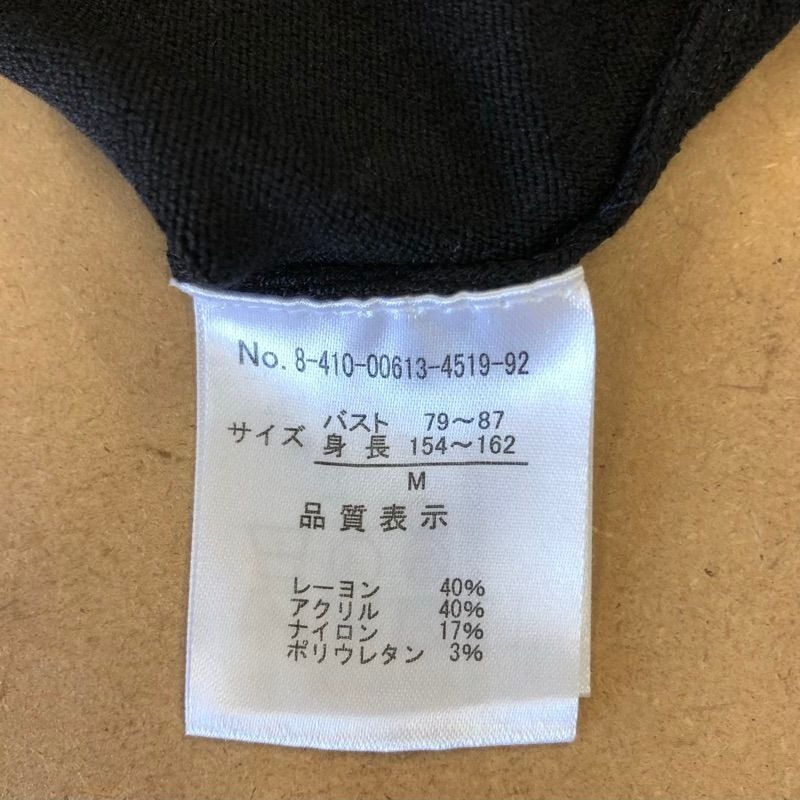 No. 8-410-00613-4519-92
サイズ バスト 79～87
身長 154～162
M
品質表示
レーヨン 40%
アクリル 40%
ナイロン 17%
ポリウレタン 3%